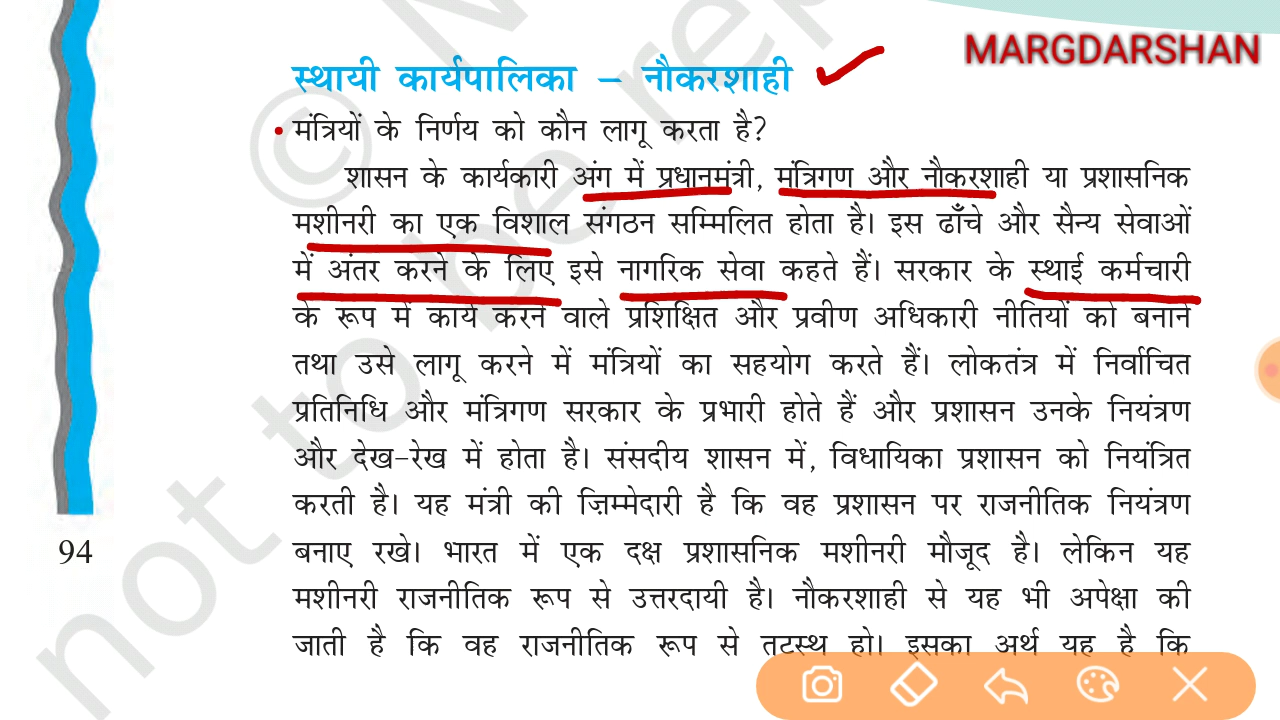 MARGDARSHAN
स्थायी कार्यपालिका – नौकरशाही
• मंत्रियों के निर्णय को कौन लागू करता है?
शासन के कार्यकारी अंग में प्रधानमंत्री, मंत्रिगण और नौकरशाही या प्रशासनिक
मशीनरी का एक विशाल संगठन सम्मिलित होता है। इस ढाँचे और सैन्य सेवाओं
में अंतर करने के लिए इसे नागरिक सेवा कहते हैं। सरकार के स्थाई कर्मचारी
के रूप में कार्य करने वाले प्रशिक्षित और प्रवीण अधिकारी नीतियों को बनाने
तथा उसे लागू करने में मंत्रियों का सहयोग करते हैं। लोकतंत्र में निर्वाचित
प्रतिनिधि और मंत्रिगण सरकार के प्रभारी होते हैं और प्रशासन उनके नियंत्रण
और देख-रेख में होता है। संसदीय शासन में, विधायिका प्रशासन को नियंत्रित
करती है। यह मंत्री की ज़िम्मेदारी है कि वह प्रशासन पर राजनीतिक नियंत्रण
94
बनाए रखे। भारत में एक दक्ष प्रशासनिक मशीनरी मौजूद है। लेकिन यह
मशीनरी राजनीतिक रूप से उत्तरदायी है। नौकरशाही से यह भी अपेक्षा की
जाती है कि वह राजनीतिक रूप से तटस्थ हो। इसका अर्थ यह है कि
not to be rep
© N